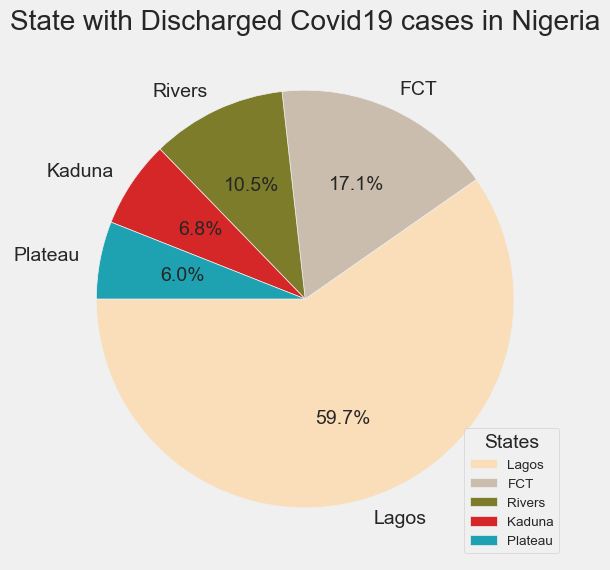 State with Discharged Covid19 cases in Nigeria
FCT
Rivers
Kaduna
Plateau
Lagos
17.1%
10.5%
6.8%
6.0%
59.7%
States
Lagos
FCT
Rivers
Kaduna
Plateau